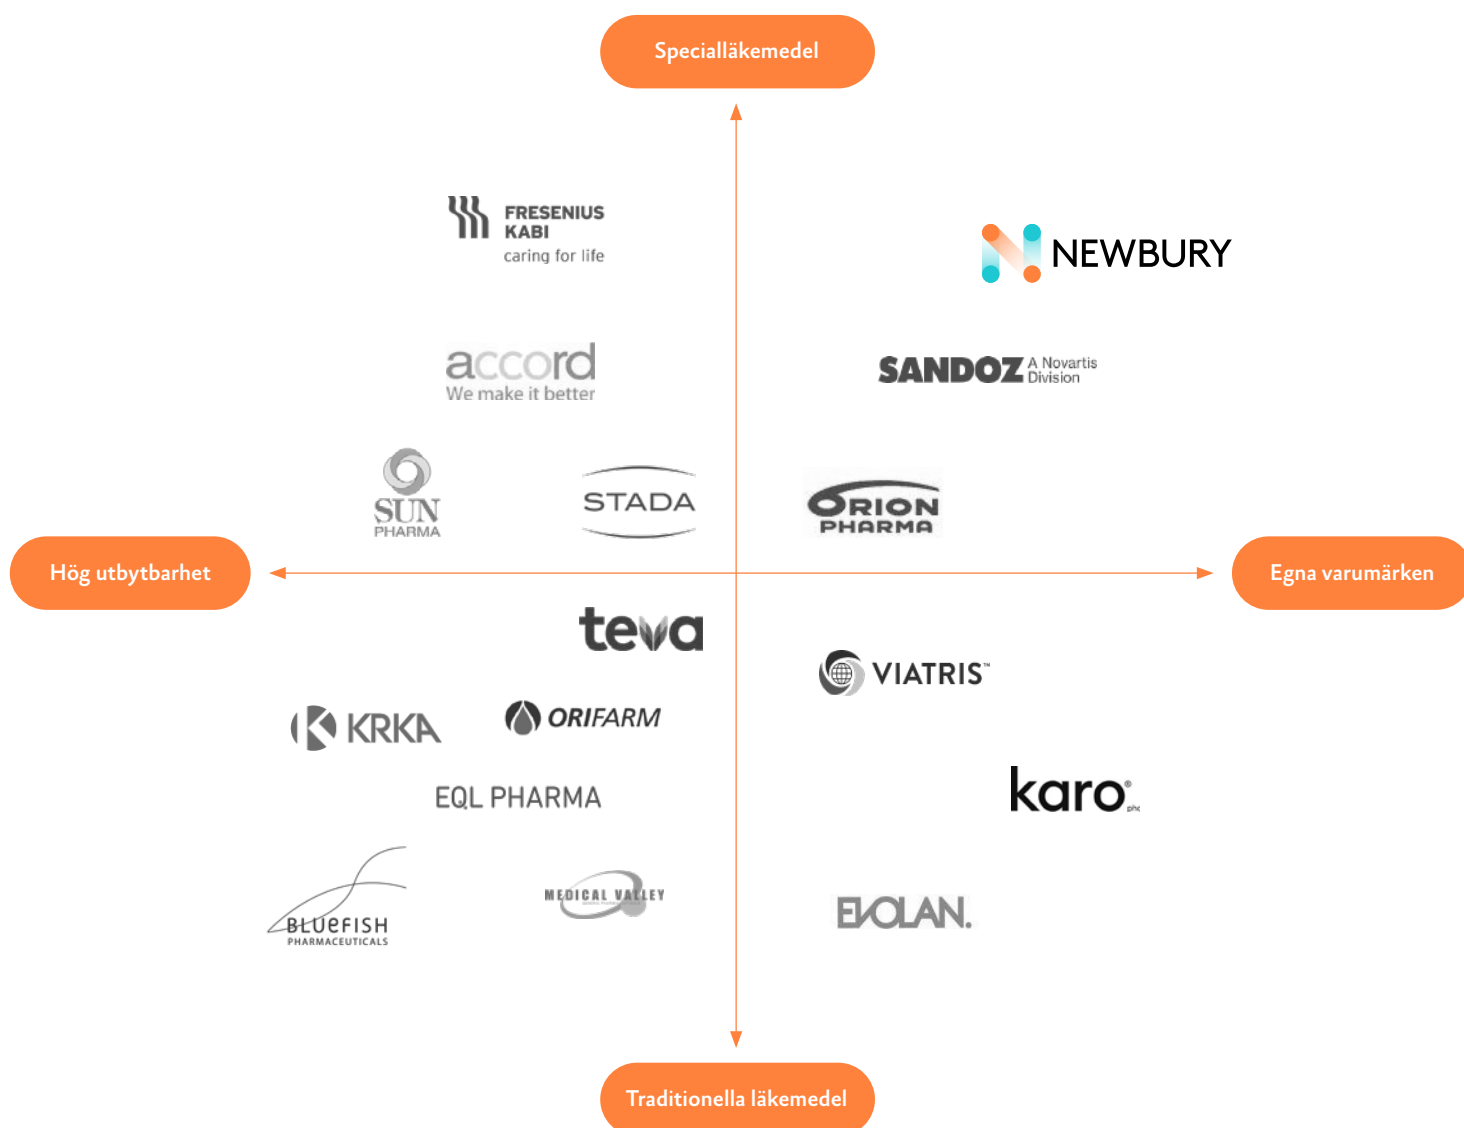 Specialläkemedel
FRESENIUS
KABI
caring for life
NEWBURY
accord
We make it better
SANDOZ A Novartis
Division
SUN
PHARMA
STADA
ORION
PHARMA
Hög utbytbarhet
Egna varumärken
teva
VIATRIS™
KRKA
ORIFARM
EQL PHARMA
karo®
BLUEFISH
PHARMACEUTICALS
MEDICAL VALLEY
EVOLAN.
Traditionella läkemedel